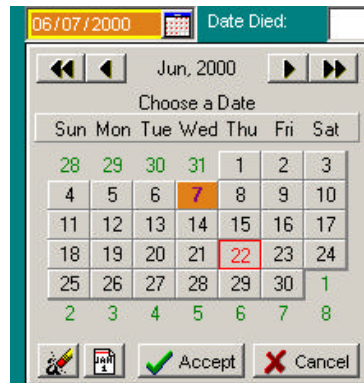 06/07/2000 Date Died:
Jun, 2000
Choose a Date
Sun Mon Tue Wed Thu Fri Sat
28 29 30 31 1 2 3
4 5 6 7 8 9 10
11 12 13 14 15 16 17
18 19 20 21 22 23 24
25 26 27 28 29 30 1
2 3 4 5 6 7 8
JAN 1 Accept Cancel